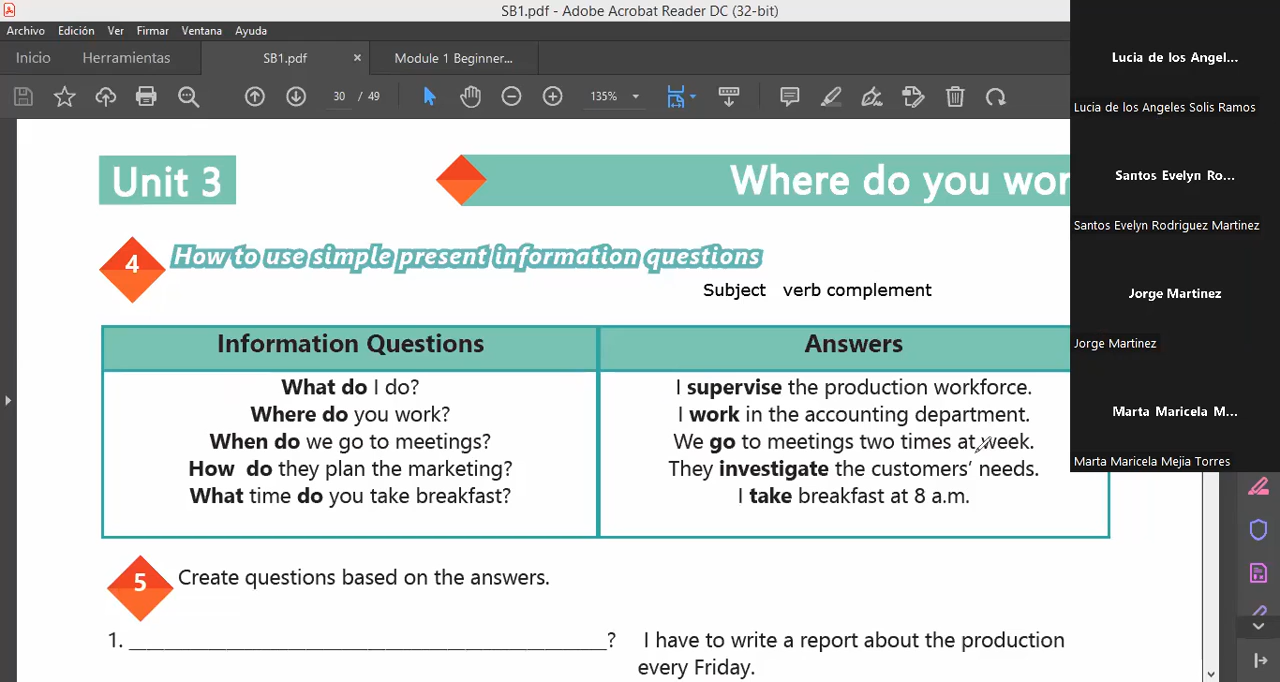 SB1.pdf - Adobe Acrobat Reader DC (32-bit)
Archivo Edición Ver Firmar Ventana Ayuda
Inicio Herramientas SB1.pdf × Module 1 Beginner...
30 / 49 135%
Unit 3 Where do you wor
4 How to use simple present information questions
Subject verb complement
Information Questions Answers
What do I do? I supervise the production workforce.
Where do you work? I work in the accounting department.
When do we go to meetings? We go to meetings two times at week.
How do they plan the marketing? They investigate the customers' needs.
What time do you take breakfast? I take breakfast at 8 a.m.
5 Create questions based on the answers.
1. ______________________________________________? I have to write a report about the production
every Friday.
Lucia de los Angel...
Lucia de los Angeles Solis Ramos
Santos Evelyn Ro...
Santos Evelyn Rodriguez Martinez
Jorge Martinez
Jorge Martinez
Marta Maricela M...
Marta Maricela Mejia Torres